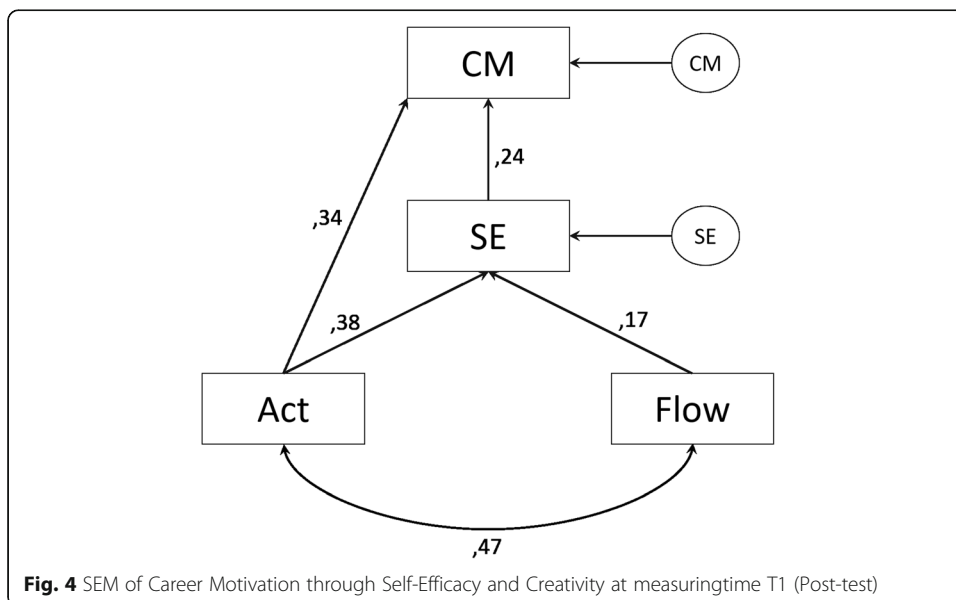 CM
CM
,24
,34
SE
SE
,38
,17
Act
Flow
,47
Fig. 4 SEM of Career Motivation through Self-Efficacy and Creativity at measuringtime T1 (Post-test)